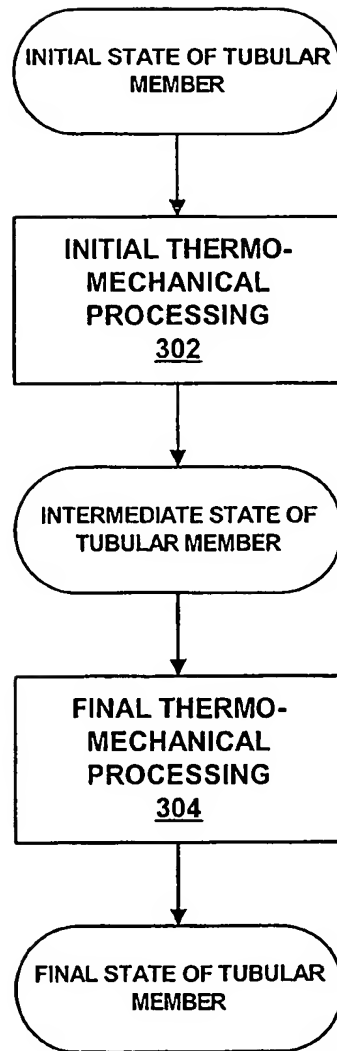 INITIAL STATE OF TUBULAR
MEMBER
INITIAL THERMO-
MECHANICAL
PROCESSING
302
INTERMEDIATE STATE OF
TUBULAR MEMBER
FINAL THERMO-
MECHANICAL
PROCESSING
304
FINAL STATE OF TUBULAR
MEMBER